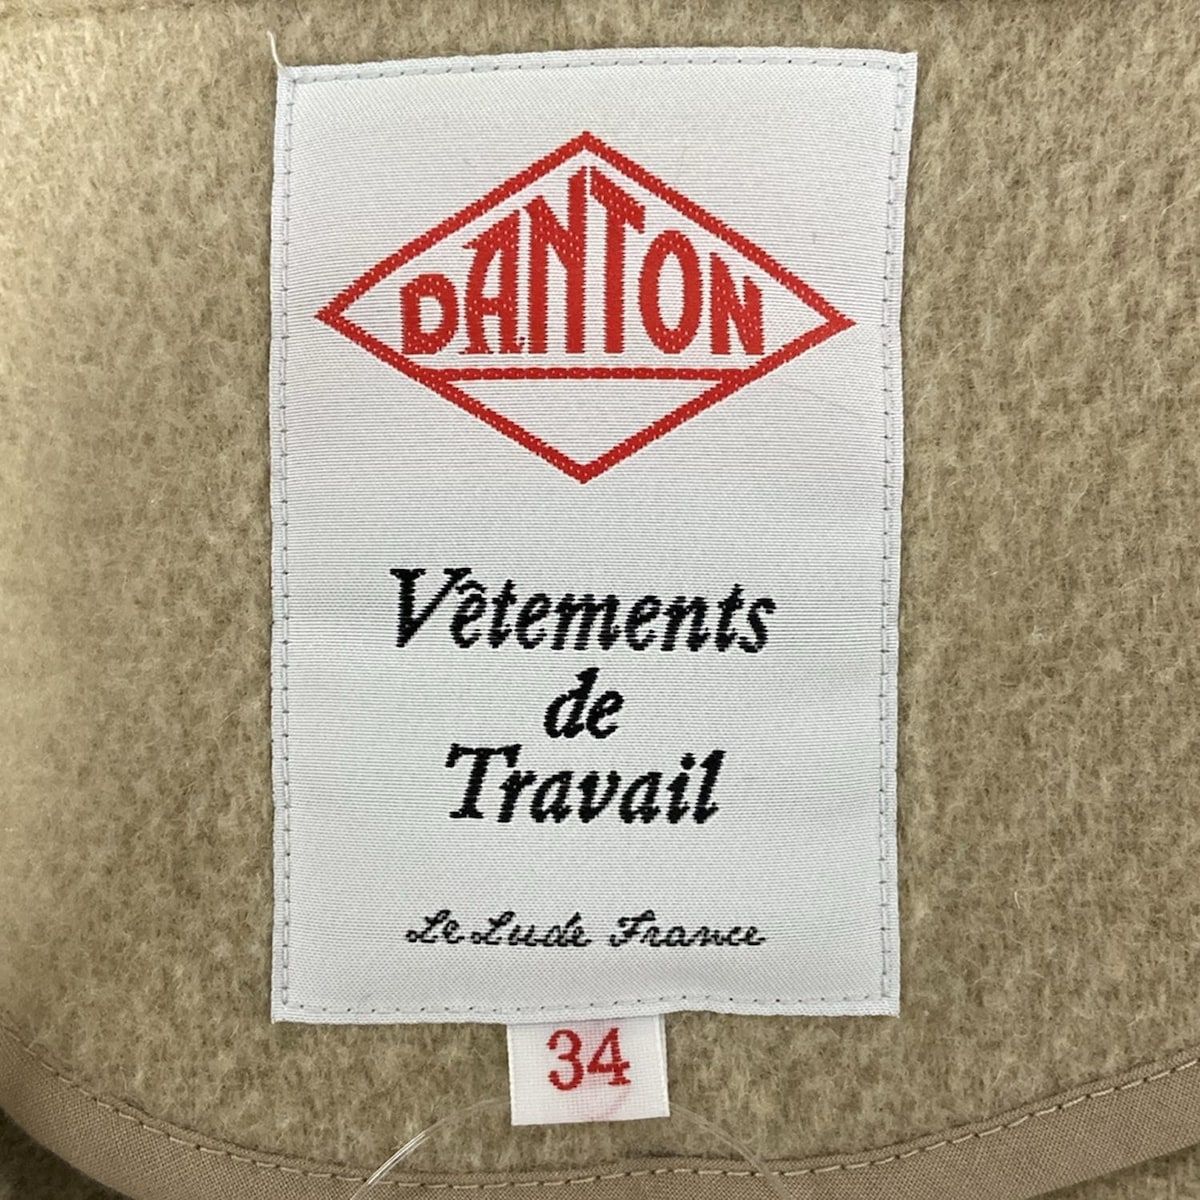 DANTON
Vêtements
de
Travail
Le Lude France
34